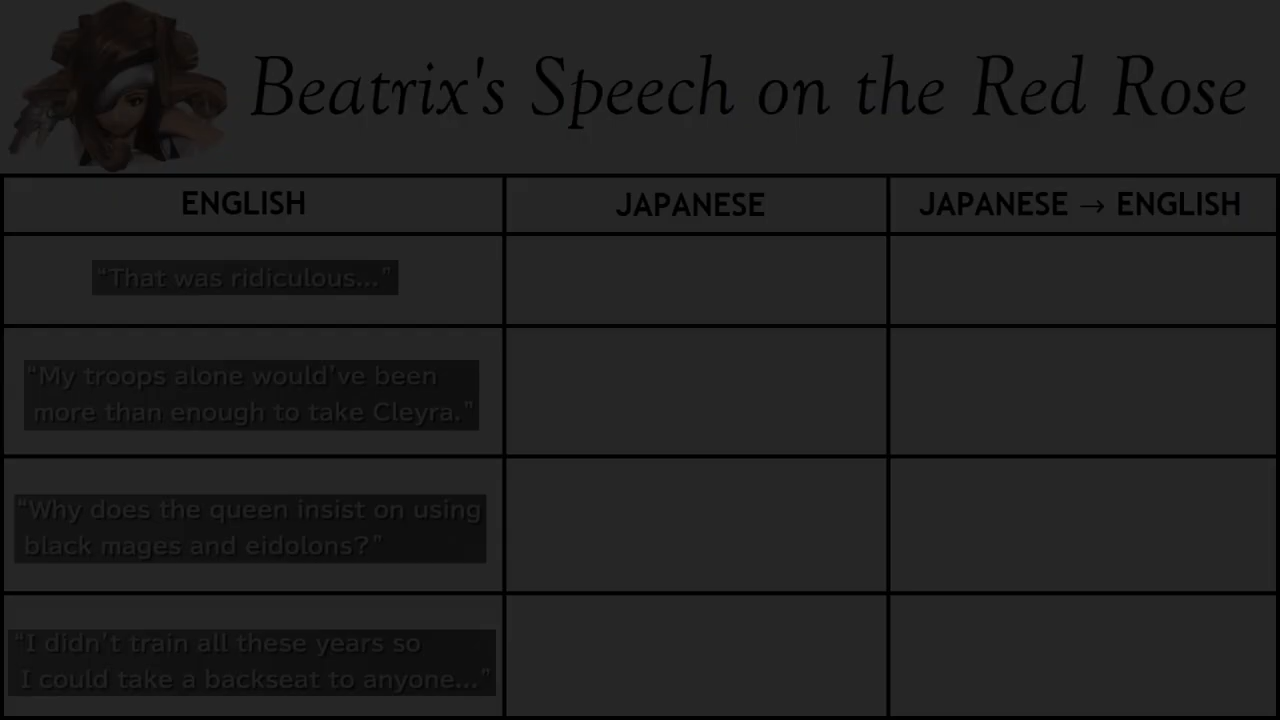 Beatrix's Speech on the Red Rose
ENGLISH
JAPANESE
JAPANESE → ENGLISH
“That was ridiculous...”
“My troops alone would've been
more than enough to take Cleyra.”
“Why does the queen insist on using
black mages and eidolons?”
“I didn't train all these years so
I could take a backseat to anyone...”